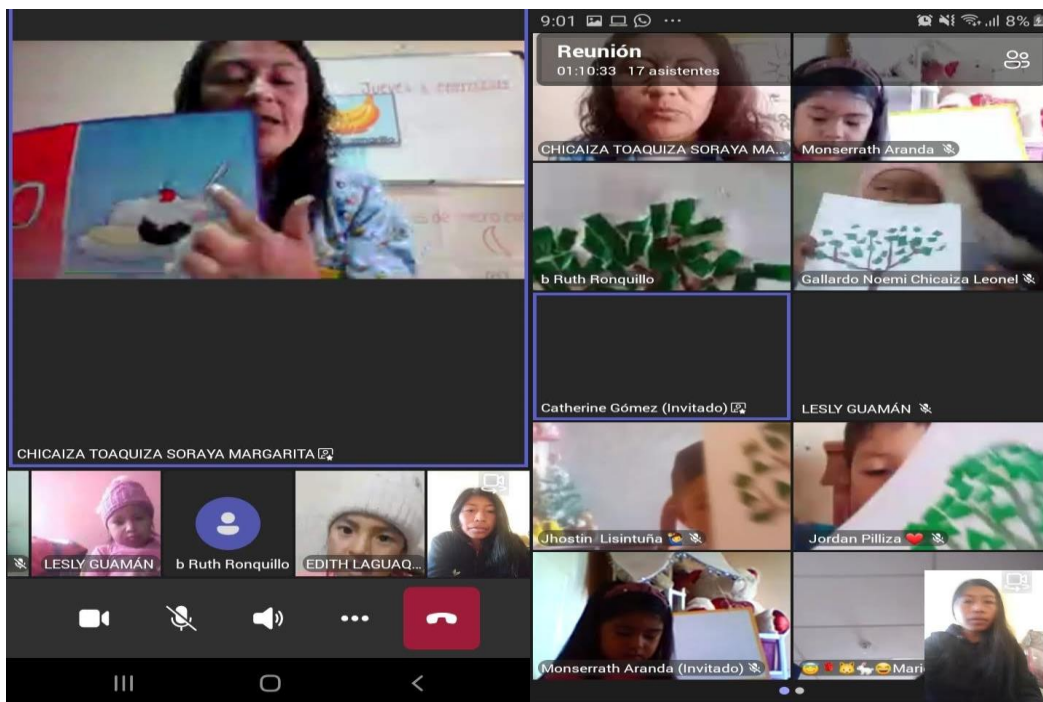 CHICAIZA TOAQUIZA SORAYA MARGARITA
LESLY GUAMÁN
b Ruth Ronquillo
EDITH LAGUAQ...
9:01
8%
Reunión
01:10:33 17 asistentes
CHICAIZA TOAQUIZA SORAYA MA...
Monserrath Aranda
b Ruth Ronquillo
Gallardo Noemi Chicaiza Leonel
Catherine Gómez (Invitado)
LESLY GUAMÁN
Jhostin Lisintuña
Jordan Pilliza
Monserrath Aranda (Invitado)